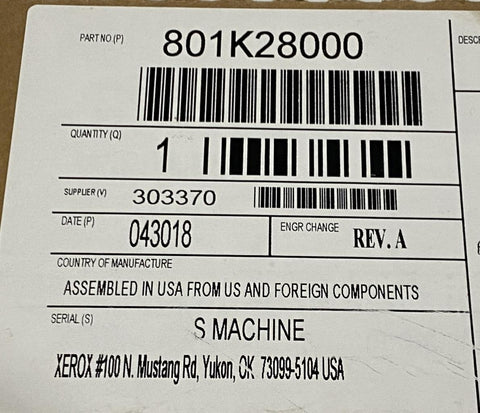 PART NO.(P) 801K28000 DESC
QUANTITY (Q) 1
SUPPLIER (V) 303370
DATE (P) 043018 ENGR CHANGE REV. A
COUNTRY OF MANUFACTURE
ASSEMBLED IN USA FROM US AND FOREIGN COMPONENTS
SERIAL (S)
S MACHINE
XEROX #100 N. Mustang Rd, Yukon, OK 73099-5104 USA